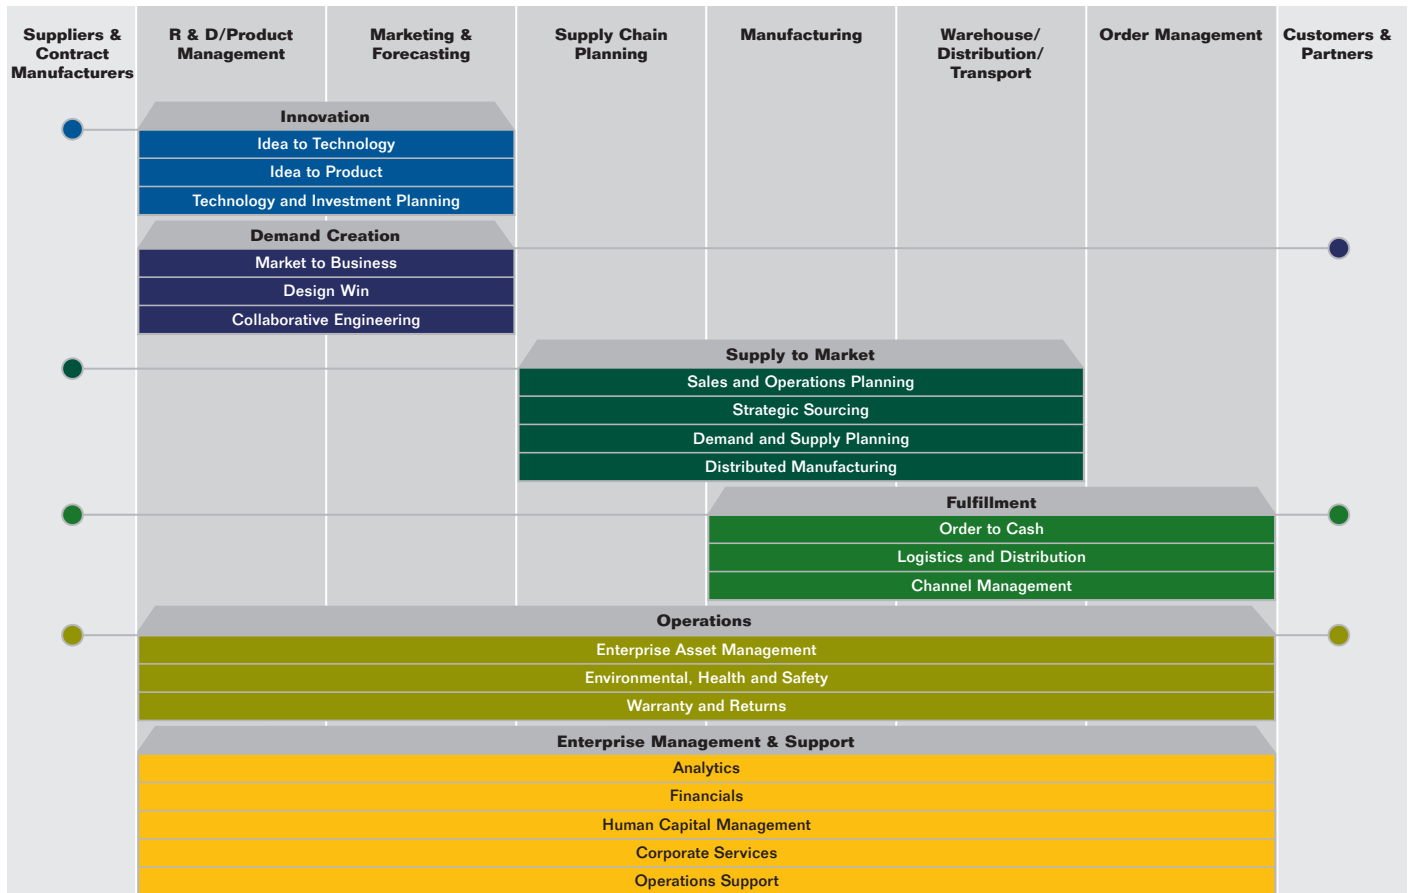 Suppliers &
Contract
Manufacturers
R & D/Product
Management
Marketing &
Forecasting
Supply Chain
Planning
Manufacturing
Warehouse/
Distribution/
Transport
Order Management
Customers &
Partners
Innovation
Idea to Technology
Idea to Product
Technology and Investment Planning
Demand Creation
Market to Business
Design Win
Collaborative Engineering
Supply to Market
Sales and Operations Planning
Strategic Sourcing
Demand and Supply Planning
Distributed Manufacturing
Fulfillment
Order to Cash
Logistics and Distribution
Channel Management
Operations
Enterprise Asset Management
Environmental, Health and Safety
Warranty and Returns
Enterprise Management & Support
Analytics
Financials
Human Capital Management
Corporate Services
Operations Support